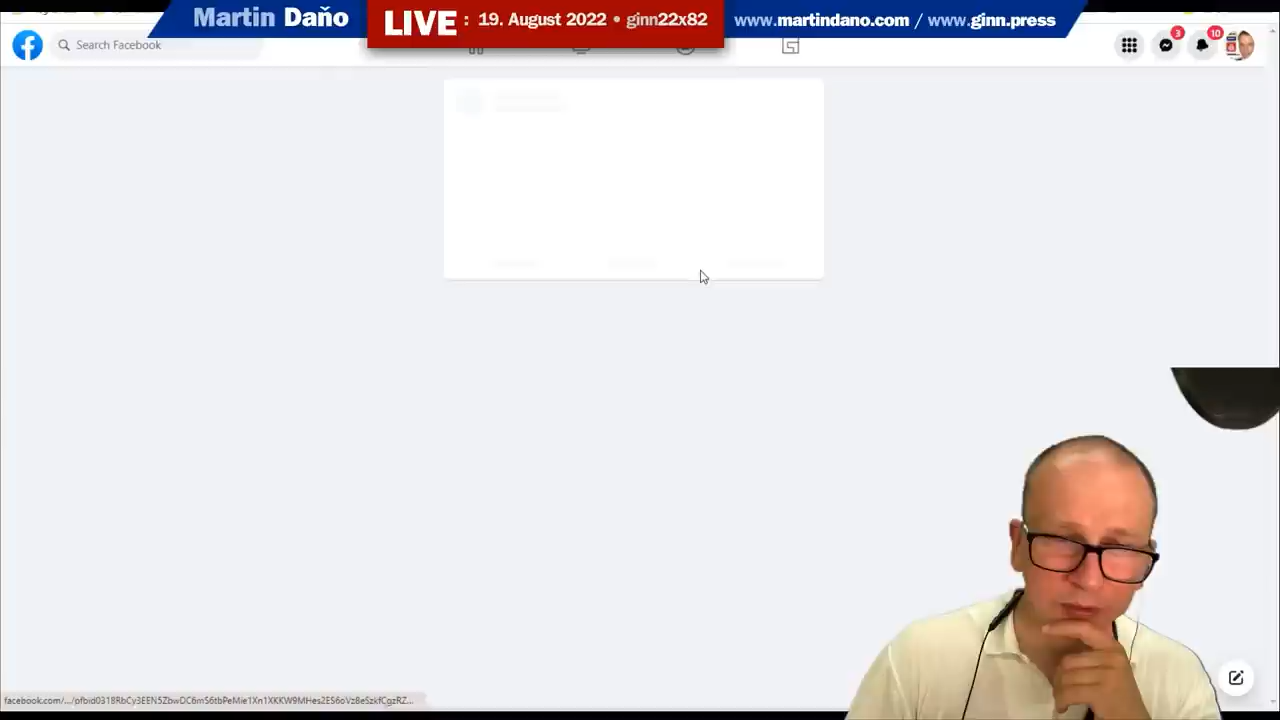 Martin Daňo
LIVE : 19. August 2022 • ginn22x82
www.martindano.com / www.ginn.press
Search Facebook
3
10